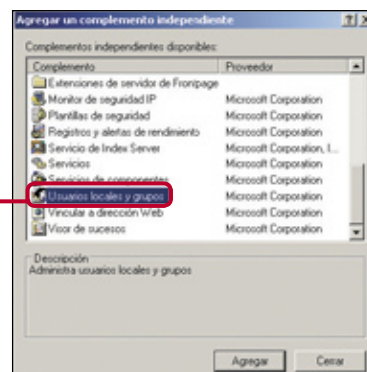 Agregar un complemento independiente
Complementos independientes disponibles:
Complemento Proveedor
Extensiones de servidor de Frontpage
Monitor de seguridad IP Microsoft Corporation
Plantillas de seguridad Microsoft Corporation
Registros y alertas de rendimiento Microsoft Corporation
Servicio de Index Server Microsoft Corporation, I...
Servicios Microsoft Corporation
Servicios de componentes Microsoft Corporation
Usuarios locales y grupos Microsoft Corporation
Vincular a dirección Web Microsoft Corporation
Visor de sucesos Microsoft Corporation
Descripción
Administra usuarios locales y grupos
Agregar Cerrar